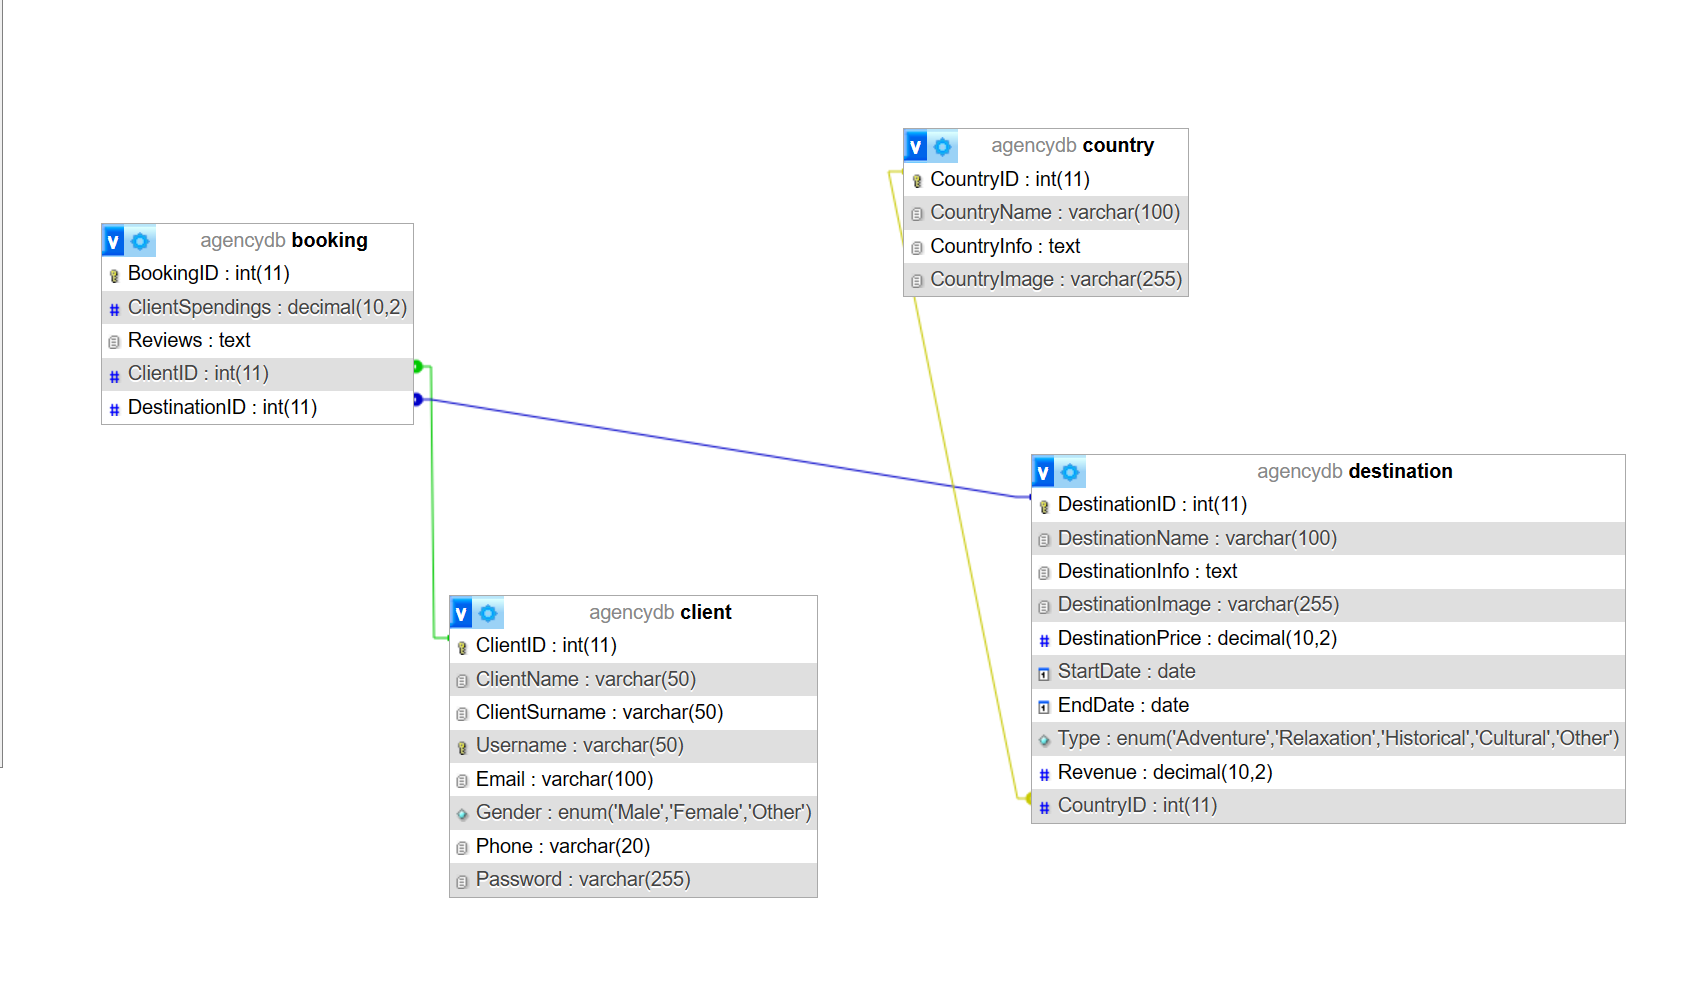 agencydb country
CountryID : int(11)
CountryName : varchar(100)
CountryInfo : text
CountryImage : varchar(255)
agencydb booking
BookingID : int(11)
ClientSpendings : decimal(10,2)
Reviews : text
ClientID : int(11)
DestinationID : int(11)
agencydb destination
DestinationID : int(11)
DestinationName : varchar(100)
DestinationInfo : text
DestinationImage : varchar(255)
DestinationPrice : decimal(10,2)
StartDate : date
EndDate : date
Type : enum('Adventure','Relaxation','Historical','Cultural','Other')
Revenue : decimal(10,2)
CountryID : int(11)
agencydb client
ClientID : int(11)
ClientName : varchar(50)
ClientSurname : varchar(50)
Username : varchar(50)
Email : varchar(100)
Gender : enum('Male','Female','Other')
Phone : varchar(20)
Password : varchar(255)